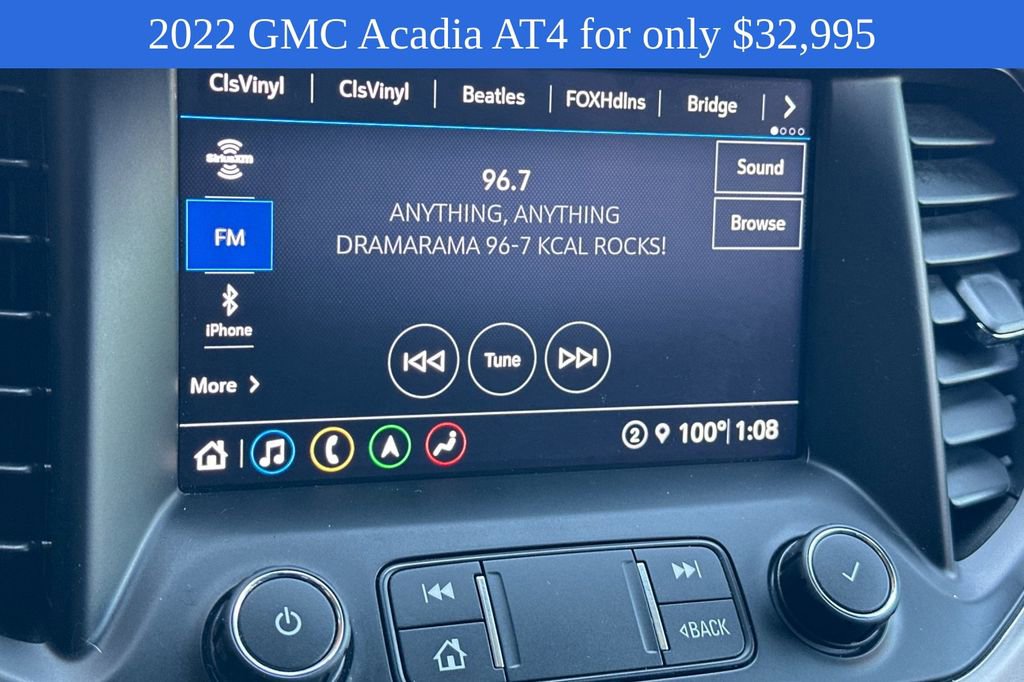 2022 GMC Acadia AT4 for only $32,995
ClsVinyl | ClsVinyl | Beatles | FOXHdlns | Bridge |
SiriusXM
Sound
96.7
ANYTHING, ANYTHING
Browse
FM
DRAMARAMA 96-7 KCAL ROCKS!
iPhone
Tune
More
2 100° 1:08
BACK